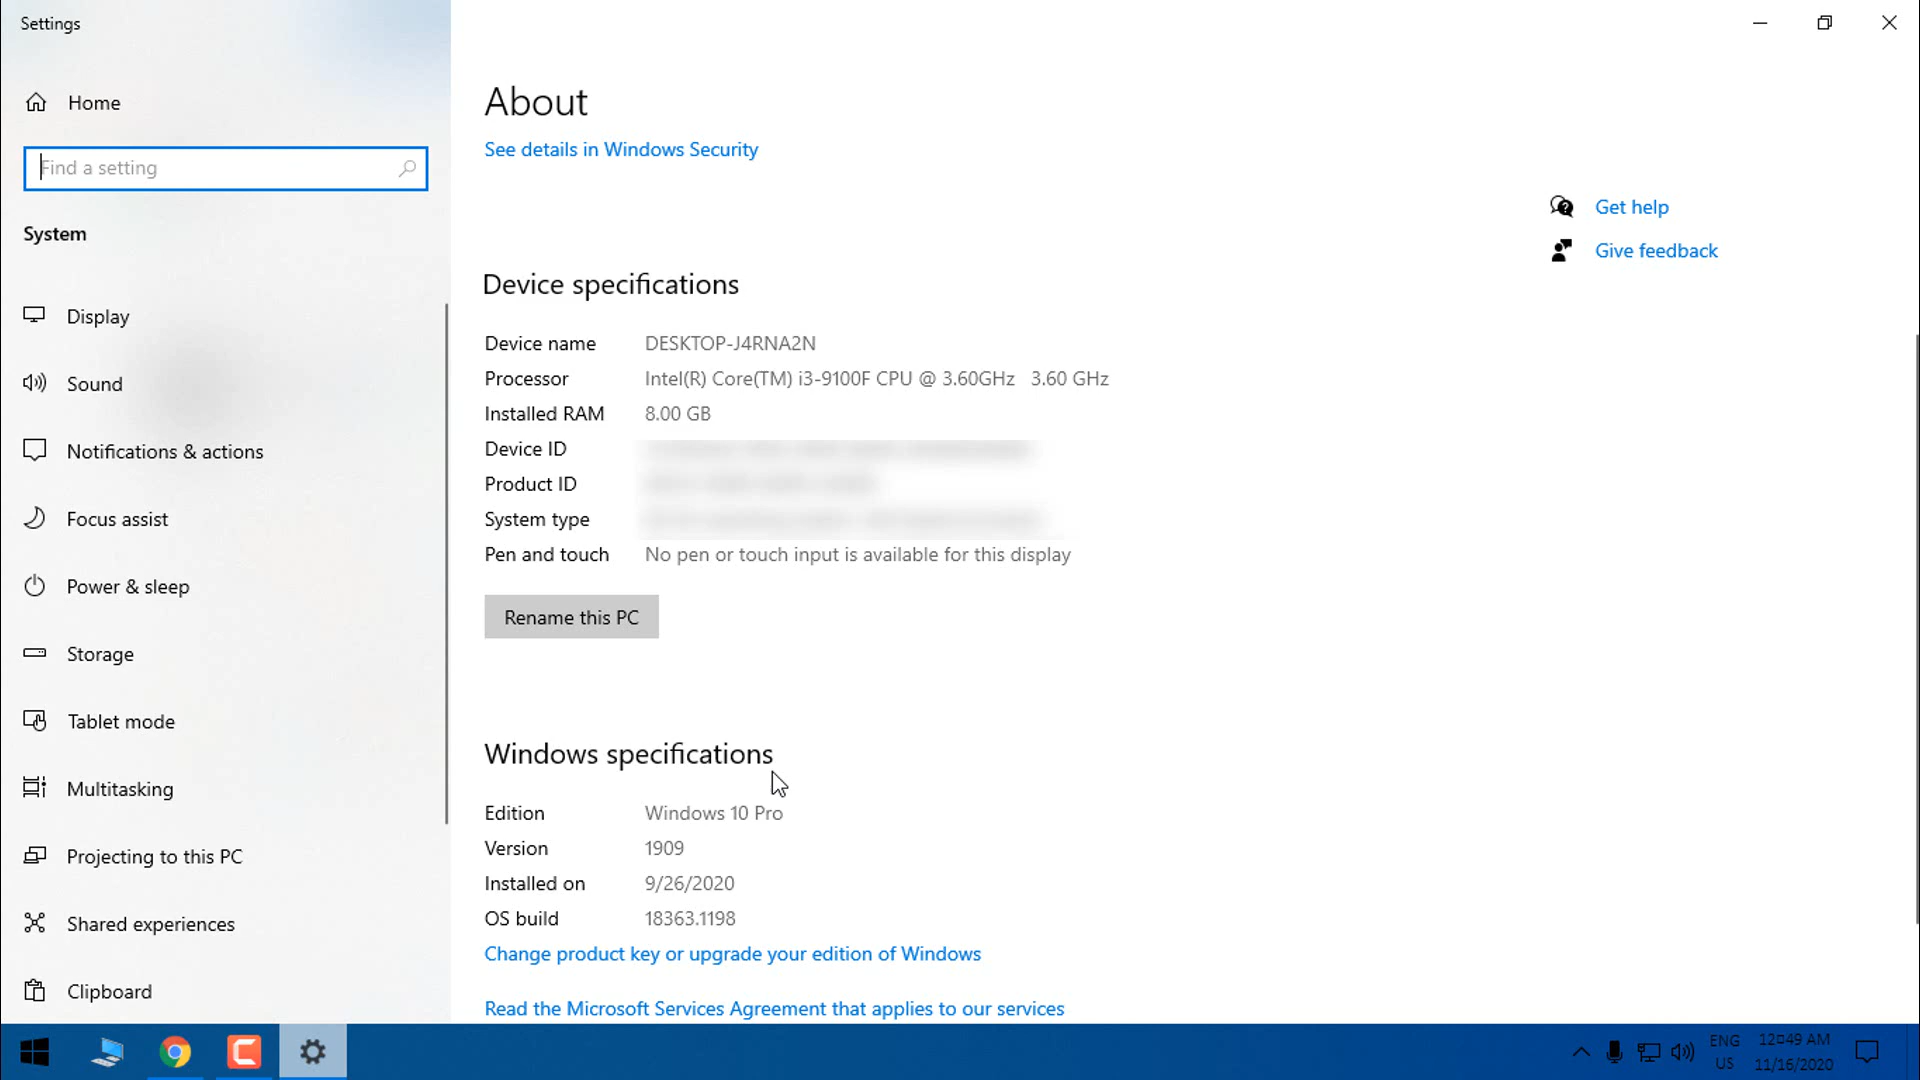 Settings
Home
Find a setting
System
Display
Sound
Notifications & actions
Focus assist
Power & sleep
Storage
Tablet mode
Multitasking
Projecting to this PC
Shared experiences
Clipboard
About
See details in Windows Security
Get help
Give feedback
Device specifications
Device name DESKTOP-J4RNA2N
Processor Intel(R) Core(TM) i3-9100F CPU @ 3.60GHz 3.60 GHz
Installed RAM 8.00 GB
Device ID
Product ID
System type
Pen and touch No pen or touch input is available for this display
Rename this PC
Windows specifications
Edition Windows 10 Pro
Version 1909
Installed on 9/26/2020
OS build 18363.1198
Change product key or upgrade your edition of Windows
Read the Microsoft Services Agreement that applies to our services
ENG
US
12:49 AM
11/16/2020